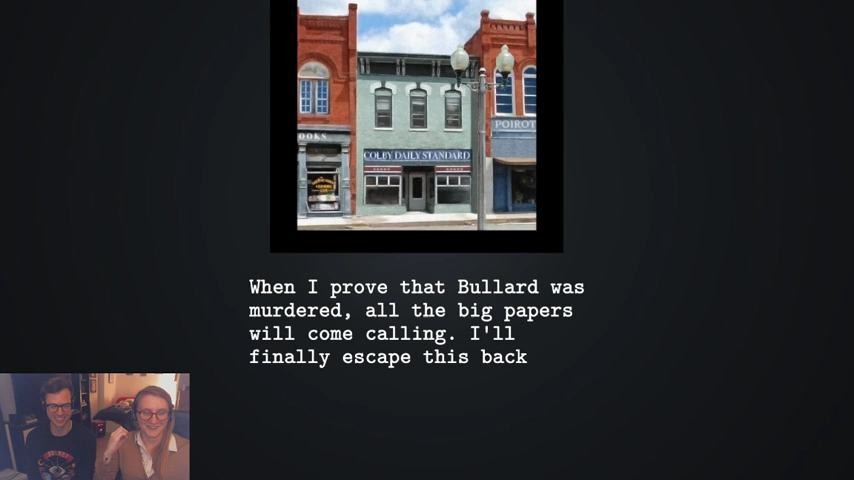 OOKS
COLBY DAILY STANDARD
POIROT
When I prove that Bullard was
murdered, all the big papers
will come calling. I'll
finally escape this back